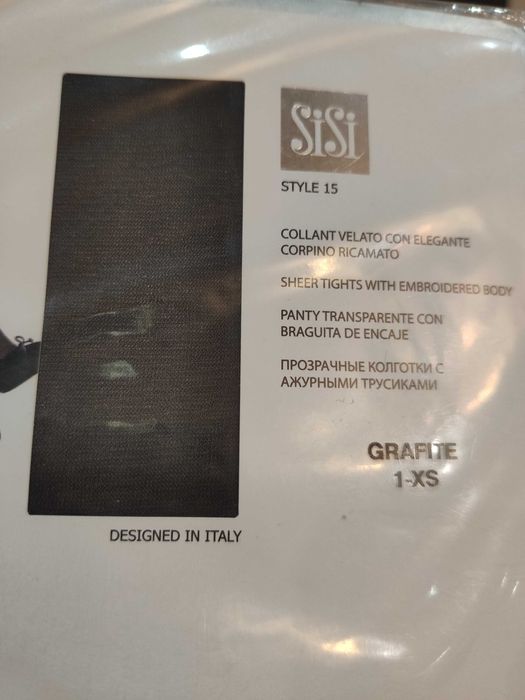 SiSi
STYLE 15
COLLANT VELATO CON ELEGANTE
CORPINO RICAMATO
SHEER TIGHTS WITH EMBROIDERED BODY
PANTY TRANSPARENTE CON
BRAGUITA DE ENCAJE
ПРОЗРАЧНЫЕ КОЛГОТКИ С
АЖУРНЫМИ ТРУСИКАМИ
GRAFITE
1-XS
DESIGNED IN ITALY